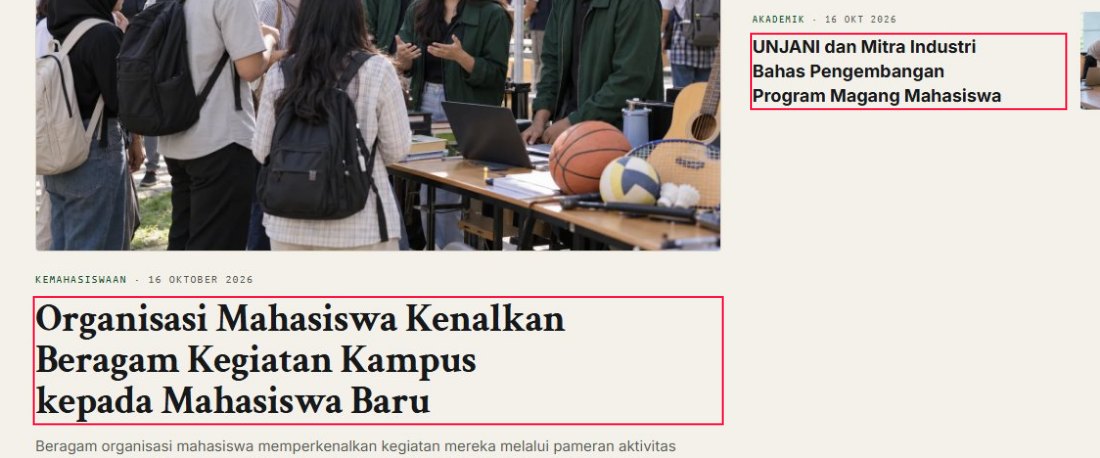 AKADEMIK - 16 OKT 2026
UNJANI dan Mitra Industri
Bahas Pengembangan
Program Magang Mahasiswa
KEMAHASISWAAN - 16 OKTOBER 2026
Organisasi Mahasiswa Kenalkan
Beragam Kegiatan Kampus
kepada Mahasiswa Baru
Beragam organisasi mahasiswa memperkenalkan kegiatan mereka melalui pameran aktivitas